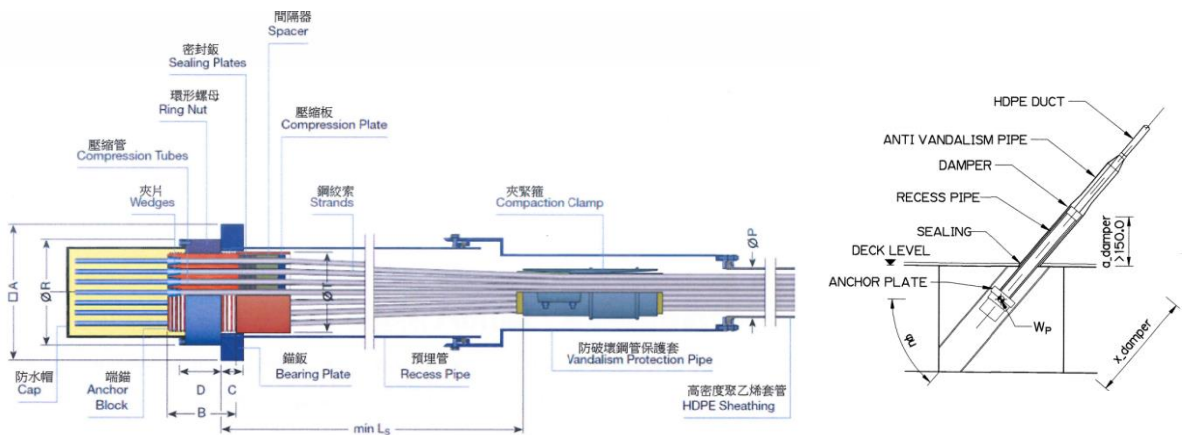 間隔器
Spacer
密封鈑
Sealing Plates
環形螺母
Ring Nut
壓縮板
Compression Plate
壓縮管
Compression Tubes
夾片
Wedges
鋼絞索
Strands
夾緊箍
Compaction Clamp
□A
ØR
ØT
ØP
防水帽
Cap
端錨
Anchor
Block
D
C
B
錨鈑
Bearing Plate
預埋管
Recess Pipe
防破壞鋼管保護套
Vandalism Protection Pipe
高密度聚乙烯套管
HDPE Sheathing
min Ls
HDPE DUCT
ANTI VANDALISM PIPE
DAMPER
RECESS PIPE
SEALING
DECK LEVEL
ANCHOR PLATE
a_damper
>150.0
Wp
φu
x_damper